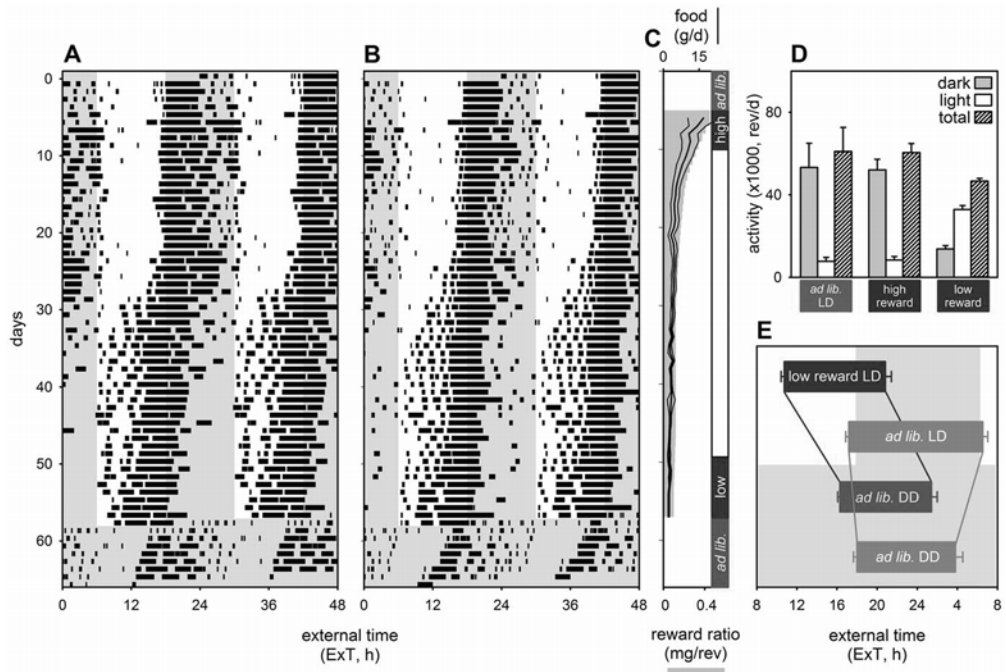 A
B
C
food
(g/d)
0 15
ad lib.
high
low
ad lib.
0 0.4
reward ratio
(mg/rev)
0
10
20
30
40
50
60
days
0 12 24 36 48
external time
(ExT, h)
0 12 24 36 48
external time
(ExT, h)
D
dark
light
total
80
40
0
activity (x1000, rev/d)
ad lib.
LD
high
reward
low
reward
E
low reward LD
ad lib. LD
ad lib. DD
ad lib. DD
8 12 16 20 24 4 8
external time
(ExT, h)